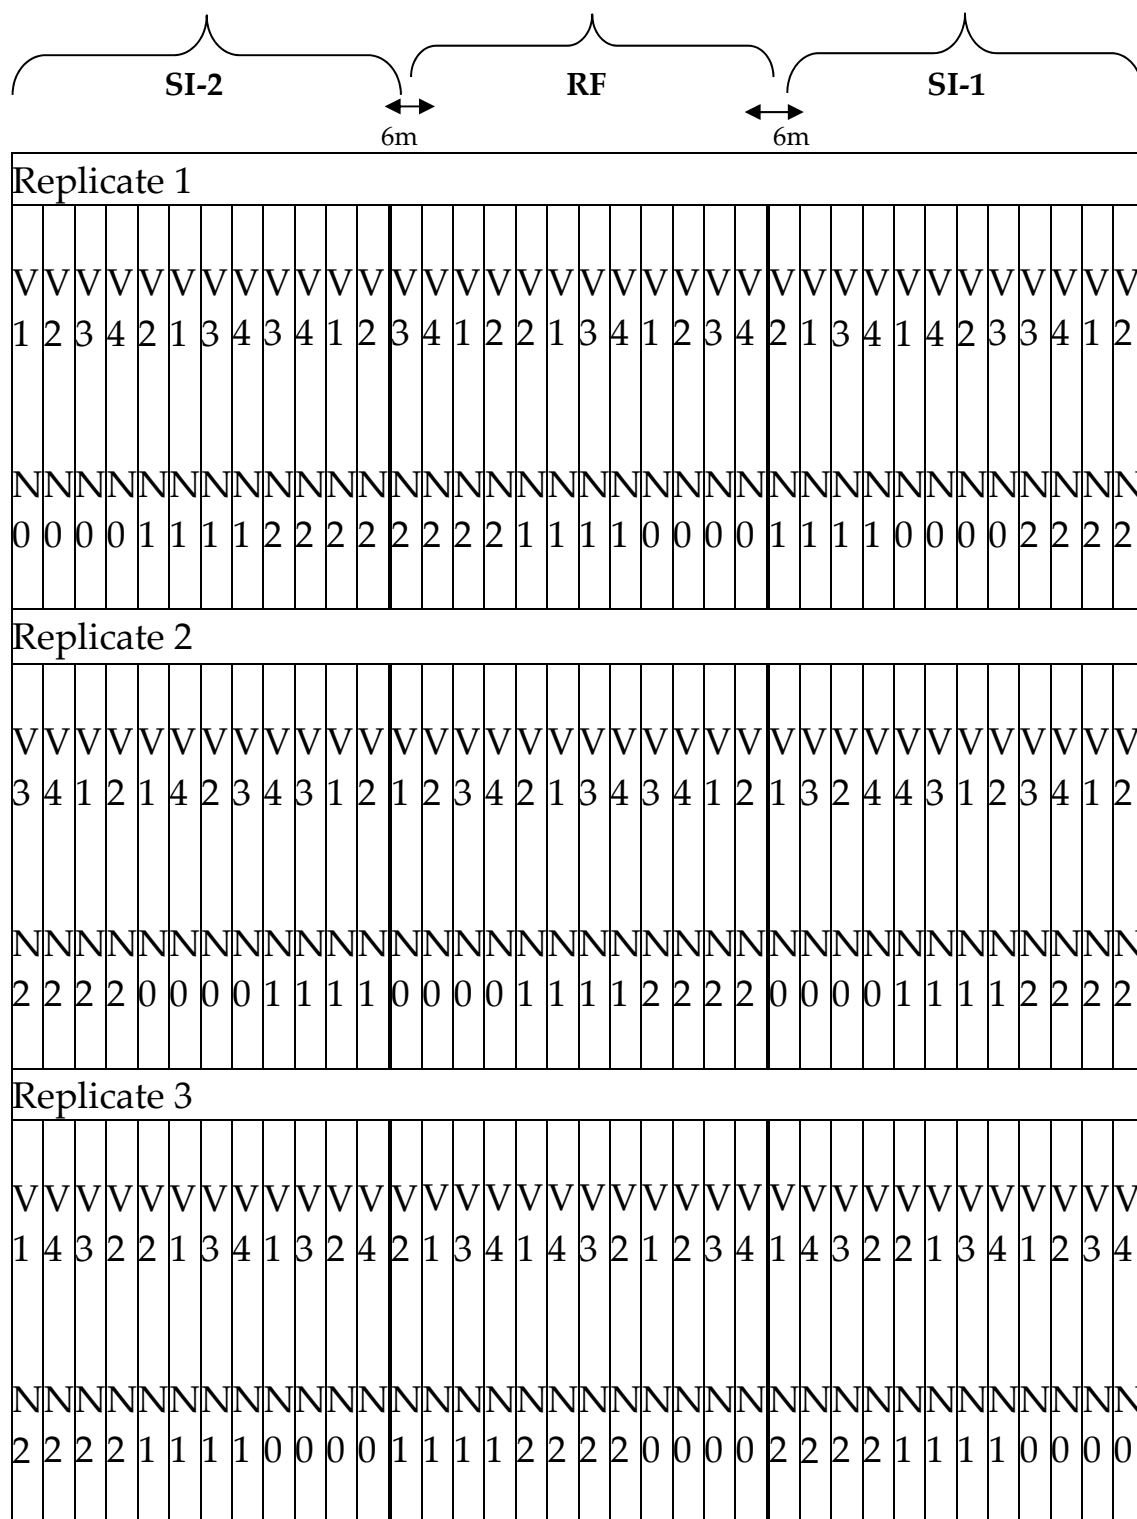 SI-2 RF SI-1
6m 6m
Replicate 1
V V V V V V V V V V V V V V V V V V V V V V V V V V V V V V V V V V V V
1 2 3 4 2 1 3 4 3 4 1 2 3 4 1 2 2 1 3 4 1 2 3 4 2 1 3 4 1 4 2 3 3 4 1 2
N N N N N N N N N N N N N N N N N N N N N N N N N N N N N N N N N N N N
0 0 0 0 1 1 1 1 2 2 2 2 2 2 2 2 1 1 1 1 0 0 0 0 1 1 1 1 0 0 0 0 2 2 2 2
Replicate 2
V V V V V V V V V V V V V V V V V V V V V V V V V V V V V V V V V V V V
3 4 1 2 1 4 2 3 4 3 1 2 1 2 3 4 2 1 3 4 3 4 1 2 1 3 2 4 4 3 1 2 3 4 1 2
N N N N N N N N N N N N N N N N N N N N N N N N N N N N N N N N N N N N
2 2 2 2 0 0 0 0 1 1 1 1 0 0 0 0 1 1 1 1 2 2 2 2 0 0 0 0 1 1 1 1 2 2 2 2
Replicate 3
V V V V V V V V V V V V V V V V V V V V V V V V V V V V V V V V V V V V
1 4 3 2 2 1 3 4 1 3 2 4 2 1 3 4 1 4 3 2 1 2 3 4 1 4 3 2 2 1 3 4 1 2 3 4
N N N N N N N N N N N N N N N N N N N N N N N N N N N N N N N N N N N N
2 2 2 2 1 1 1 1 0 0 0 0 1 1 1 1 2 2 2 2 0 0 0 0 2 2 2 2 1 1 1 1 0 0 0 0